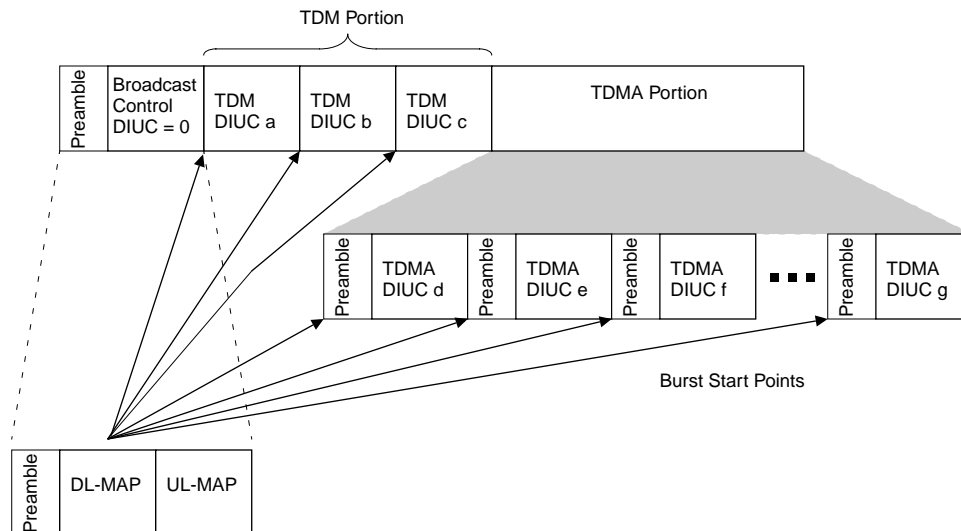 TDM Portion
Preamble
Broadcast
Control
DIUC = 0
TDM
DIUC a
TDM
DIUC b
TDM
DIUC c
TDMA Portion
Preamble
TDMA
DIUC d
Preamble
TDMA
DIUC e
Preamble
TDMA
DIUC f
Preamble
TDMA
DIUC g
Burst Start Points
Preamble
DL-MAP
UL-MAP